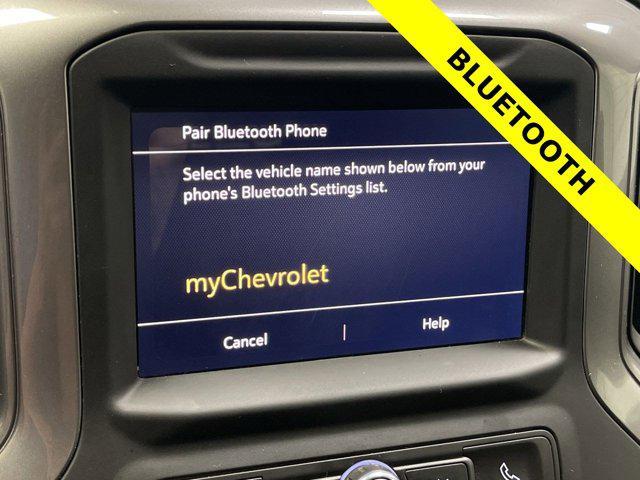 BLUETOOTH
Pair Bluetooth Phone
Select the vehicle name shown below from your
phone's Bluetooth Settings list.
myChevrolet
Cancel | Help